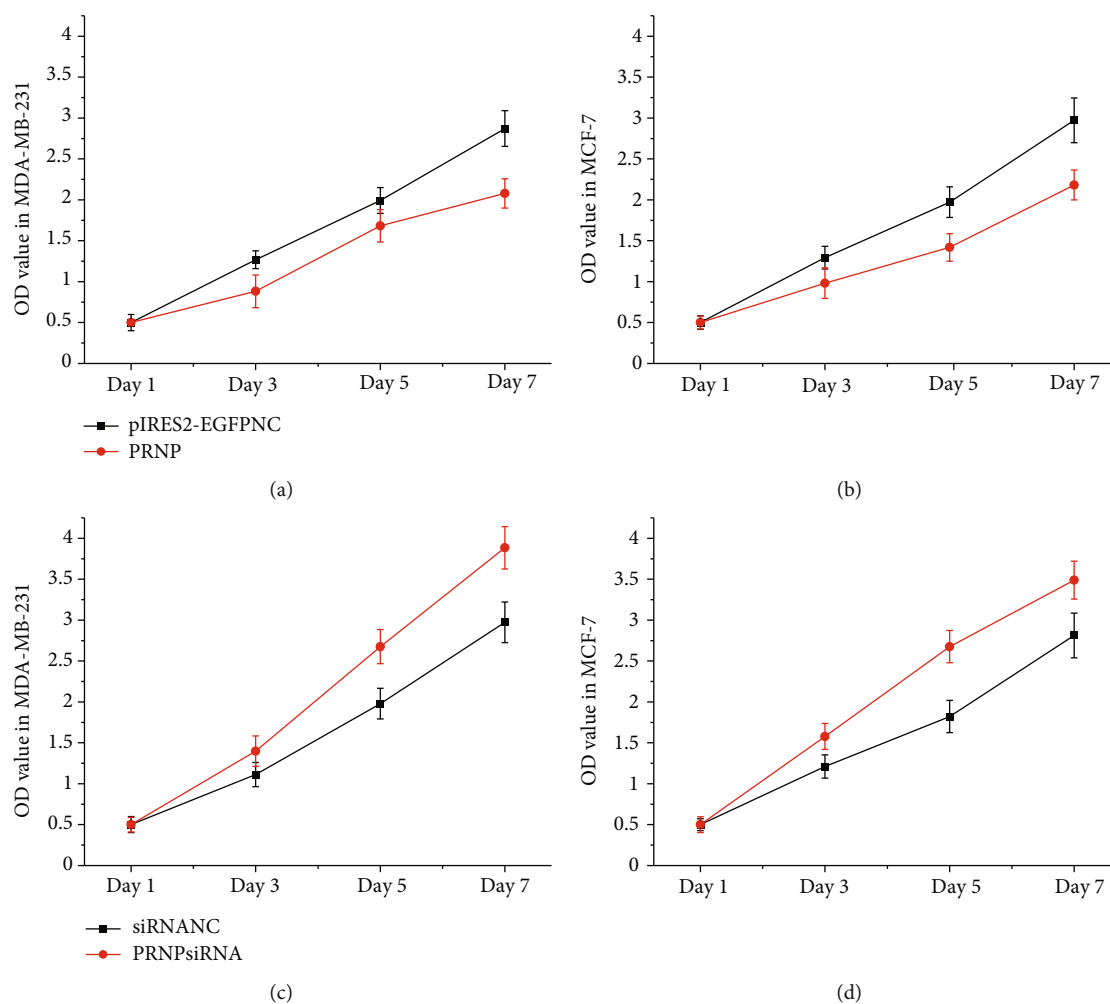 OD value in MDA-MB-231
4
3.5
3
2.5
2
1.5
1
0.5
0
Day 1 Day 3 Day 5 Day 7
pIRES2-EGFPNC
PRNP
(a)
OD value in MCF-7
4
3.5
3
2.5
2
1.5
1
0.5
0
Day 1 Day 3 Day 5 Day 7
(b)
OD value in MDA-MB-231
4
3.5
3
2.5
2
1.5
1
0.5
0
Day 1 Day 3 Day 5 Day 7
siRNANC
PRNPsiRNA
(c)
OD value in MCF-7
4
3.5
3
2.5
2
1.5
1
0.5
0
Day 1 Day 3 Day 5 Day 7
(d)